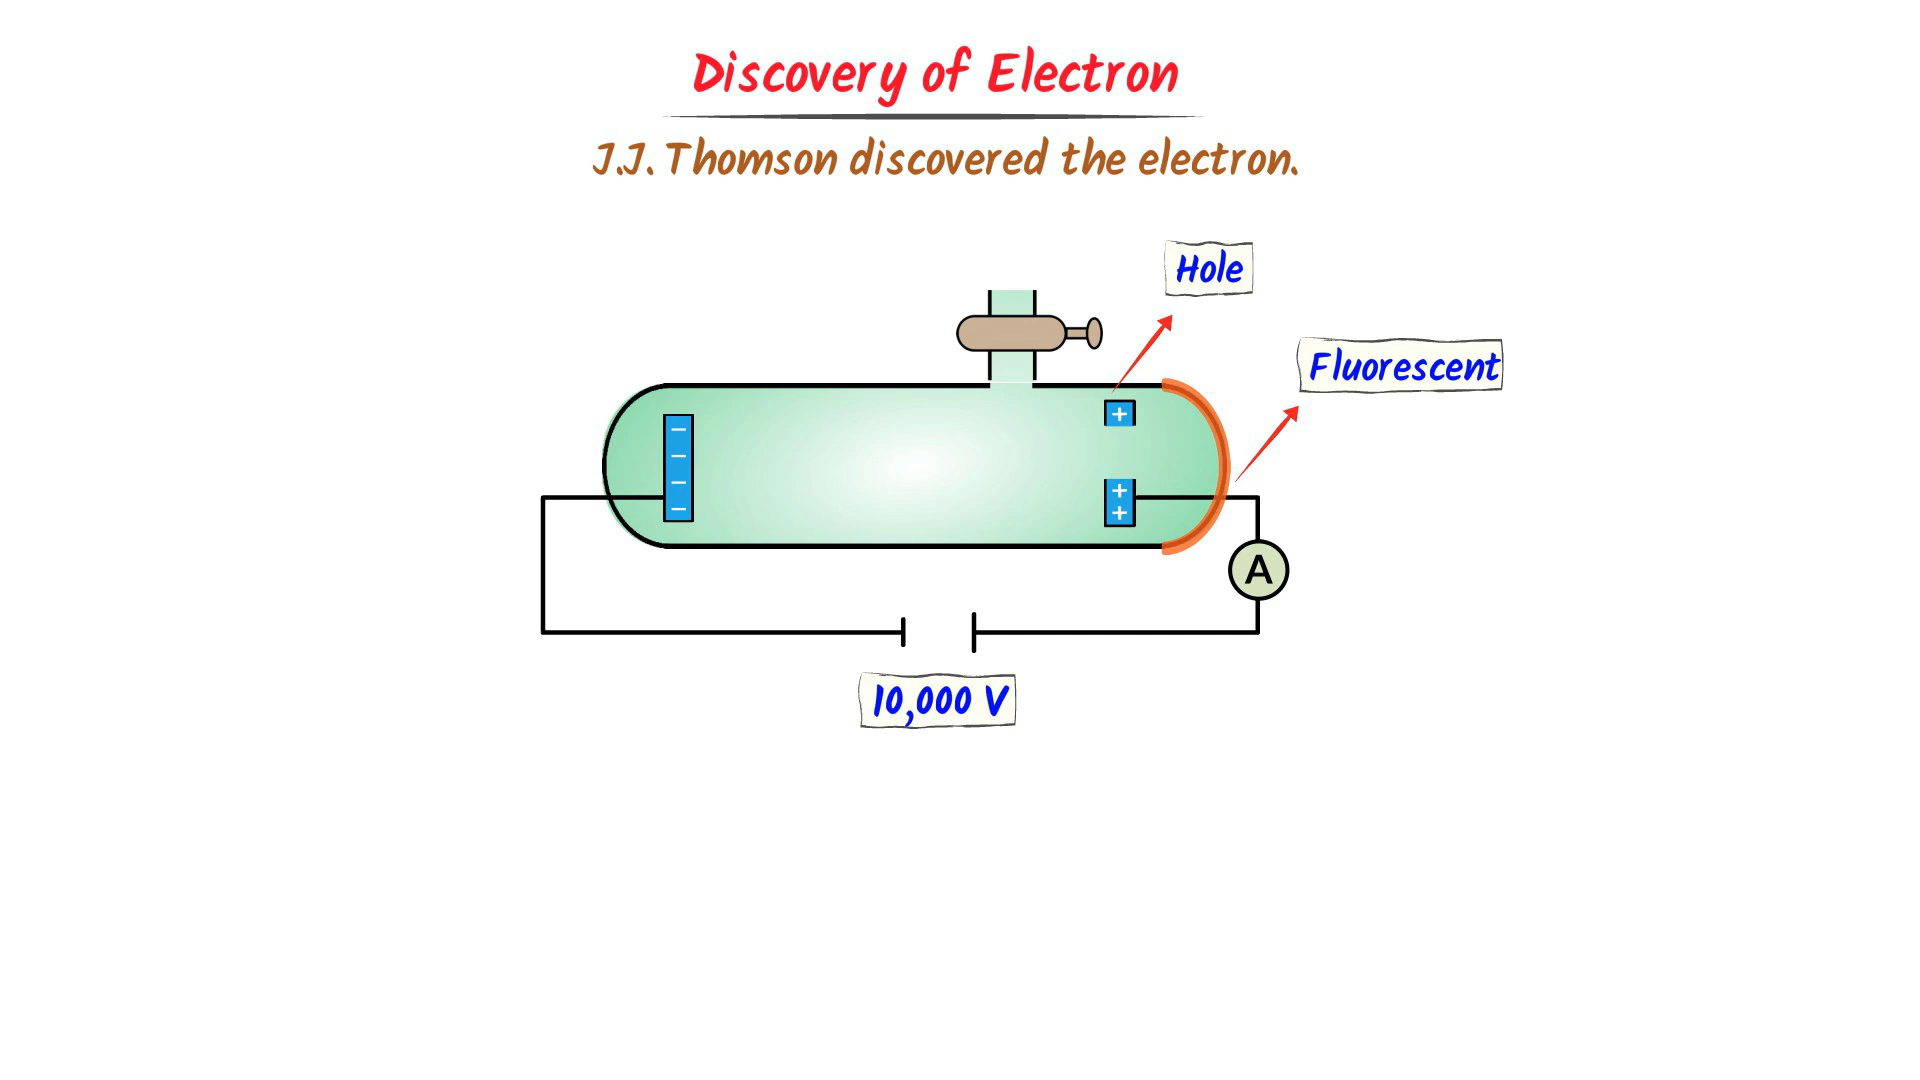 Discovery of Electron
J.J. Thomson discovered the electron.
Hole
Fluorescent
+
−
−
+
−
+
−
A
10,000 V